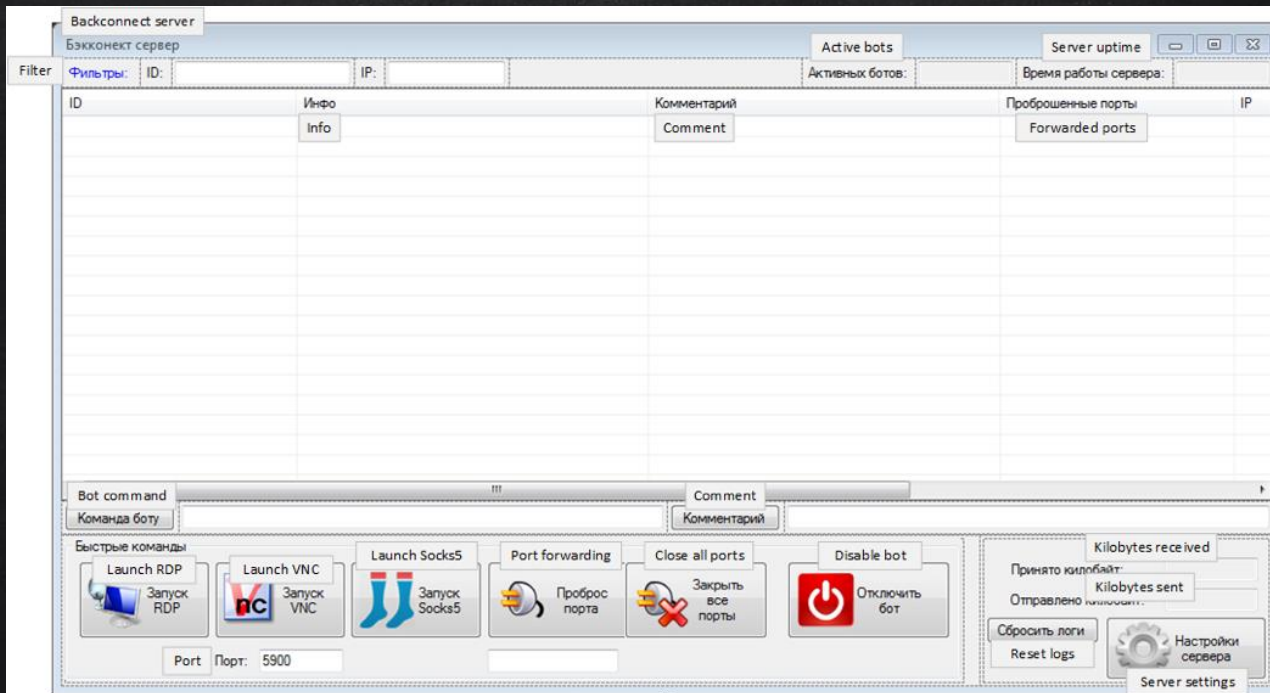 Backconnect server
Бэкконект сервер
Active bots
Server uptime
Filter
Фильтры:
ID:
IP:
Активных ботов:
Время работы сервера:
ID
Инфо
Комментарий
Проброшенные порты
IP
Info
Comment
Forwarded ports
Bot command
Comment
Команда боту
Комментарий
Быстрые команды
Launch RDP
Launch VNC
Launch Socks5
Port forwarding
Close all ports
Disable bot
Запуск
RDP
nc
Запуск
VNC
Запуск
Socks5
Проброс
порта
Закрыть
все
порты
Отключить
бот
Port
Порт:
5900
Kilobytes received
Принято килобайт:
Kilobytes sent
Отправлено
Сбросить логи
Reset logs
Настройки
сервера
Server settings